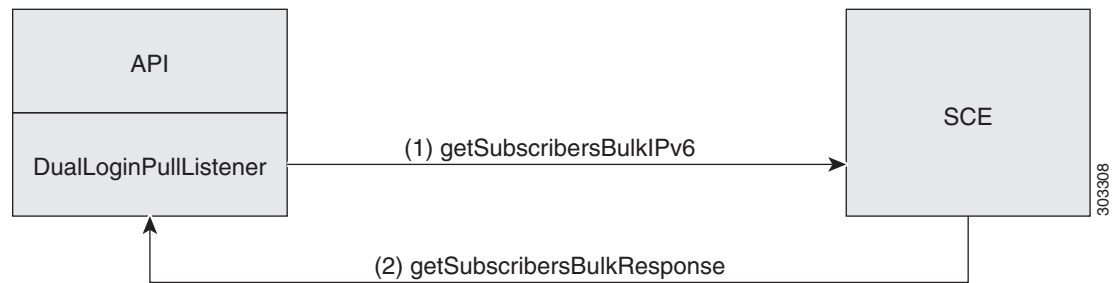 API
DualLoginPullListener
(1) getSubscribersBulkIPv6
SCE
(2) getSubscribersBulkResponse
303308